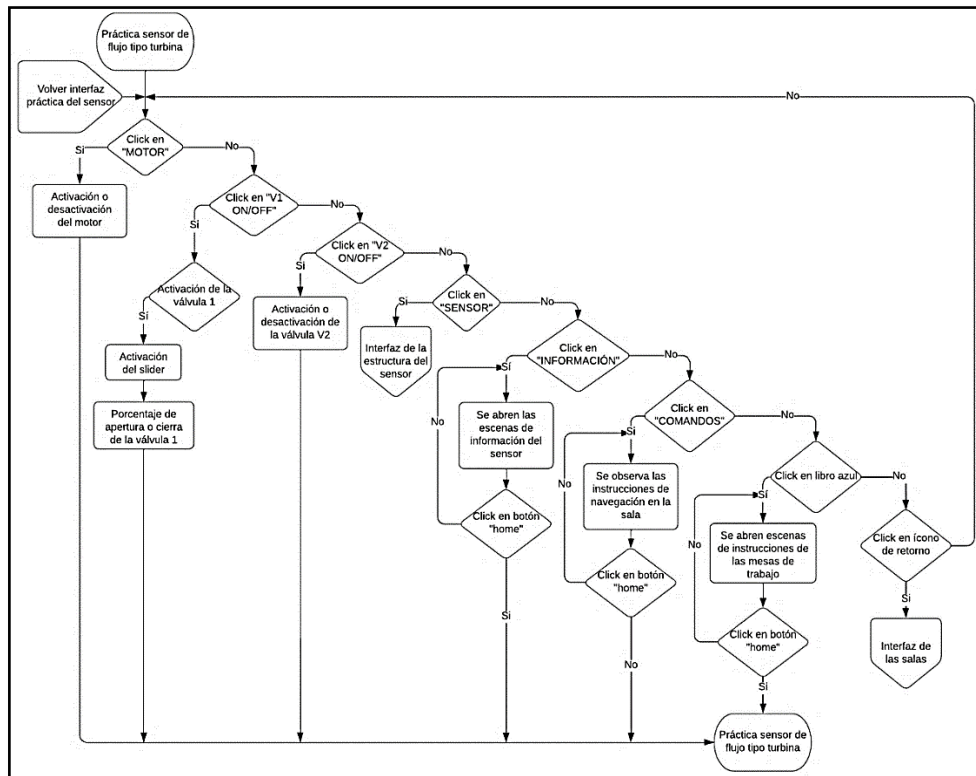 Práctica sensor de
flujo tipo turbina
Volver interfaz
práctica del sensor
No
Click en
"MOTOR"
Si
No
Activación o
desactivación
del motor
Click en "V1
ON/OFF"
Si
No
Activación de la
válvula 1
Sí
Activación
del slider
Porcentaje de
apertura o cierra
de la válvula 1
Click en "V2
ON/OFF"
Si
No
Activación o
desactivación de
la válvula V2
Click en
"SENSOR"
Si
No
Interfaz de la
estructura del
sensor
Click en
"INFORMACIÓN"
Sí
No
Se abren las
escenas de
información del
sensor
No
Click en botón
"home"
Si
Click en
"COMANDOS"
Si
No
Se observa las
instrucciones de
navegación en la
sala
No
Click en botón
"home"
No
Click en libro azul
Sí
No
Se abren escenas
de instrucciones de
las mesas de
trabajo
No
Click en botón
"home"
Si
Click en ícono
de retorno
Si
Interfaz de
las salas
Práctica sensor de
flujo tipo turbina